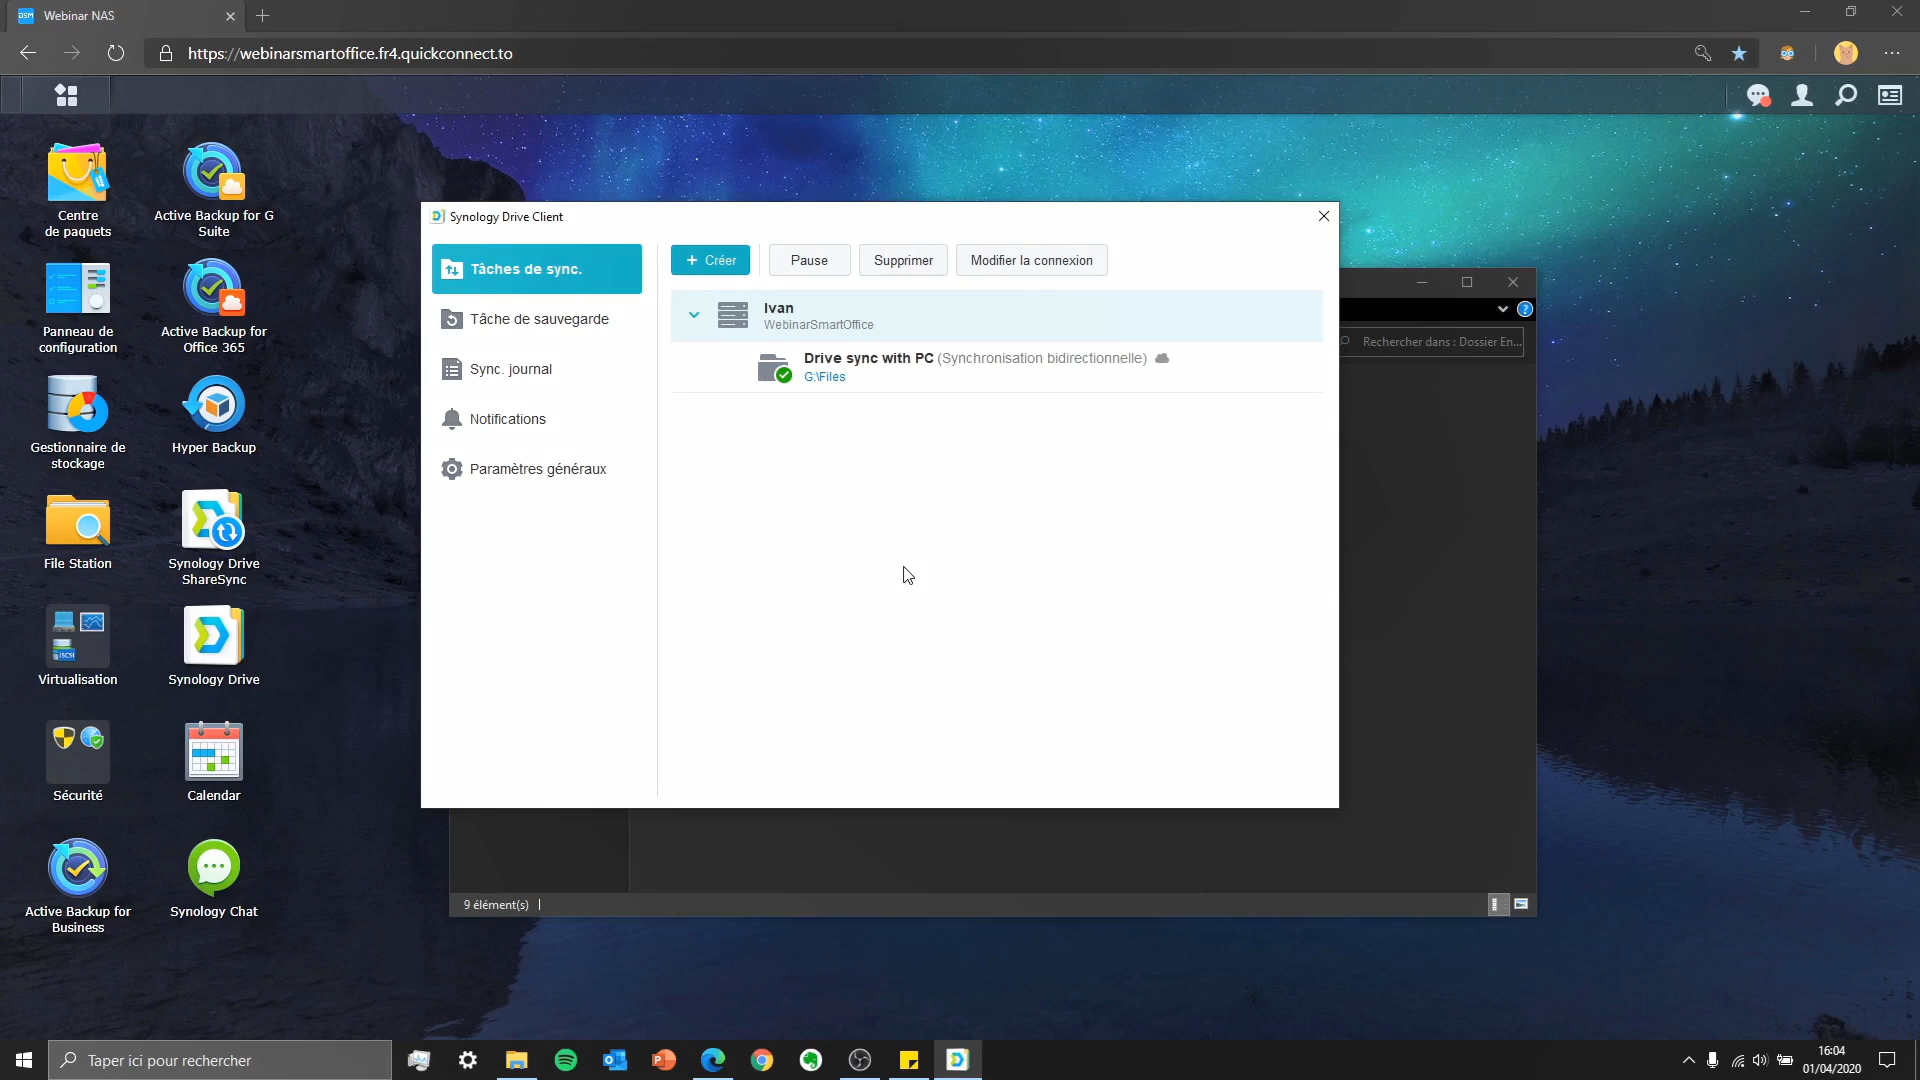 DSM Webinar NAS
https://webinarsmartoffice.fr4.quickconnect.to
Centre
de paquets
Active Backup for G
Suite
Panneau de
configuration
Active Backup for
Office 365
Gestionnaire de
stockage
Hyper Backup
File Station
Synology Drive
ShareSync
iSCSI
Virtualisation
Synology Drive
Sécurité
Calendar
Active Backup for
Business
Synology Chat
Synology Drive Client
Tâches de sync.
Tâche de sauvegarde
Sync. journal
Notifications
Paramètres généraux
+ Créer
Pause
Supprimer
Modifier la connexion
Ivan
WebinarSmartOffice
Drive sync with PC (Synchronisation bidirectionnelle)
G:\Files
Rechercher dans : Dossier En...
9 élément(s)
Taper ici pour rechercher
16:04
01/04/2020